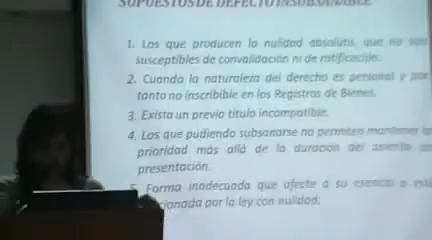 SUPUESTOS DE DEFECTO INSUBSANABLE
1. Los que producen la nulidad absoluta, que no son
susceptibles de convalidación ni de ratificación.
2. Cuando la naturaleza del derecho es personal y por
tanto no inscribible en los Registros de Bienes.
3. Exista un previo título incompatible.
4. Los que pudiendo subsanarse no permiten mantener la
prioridad más allá de la duración del asiento de
presentación.
5. Forma inadecuada que afecte a su esencia o esté
cionada por la ley con nulidad;